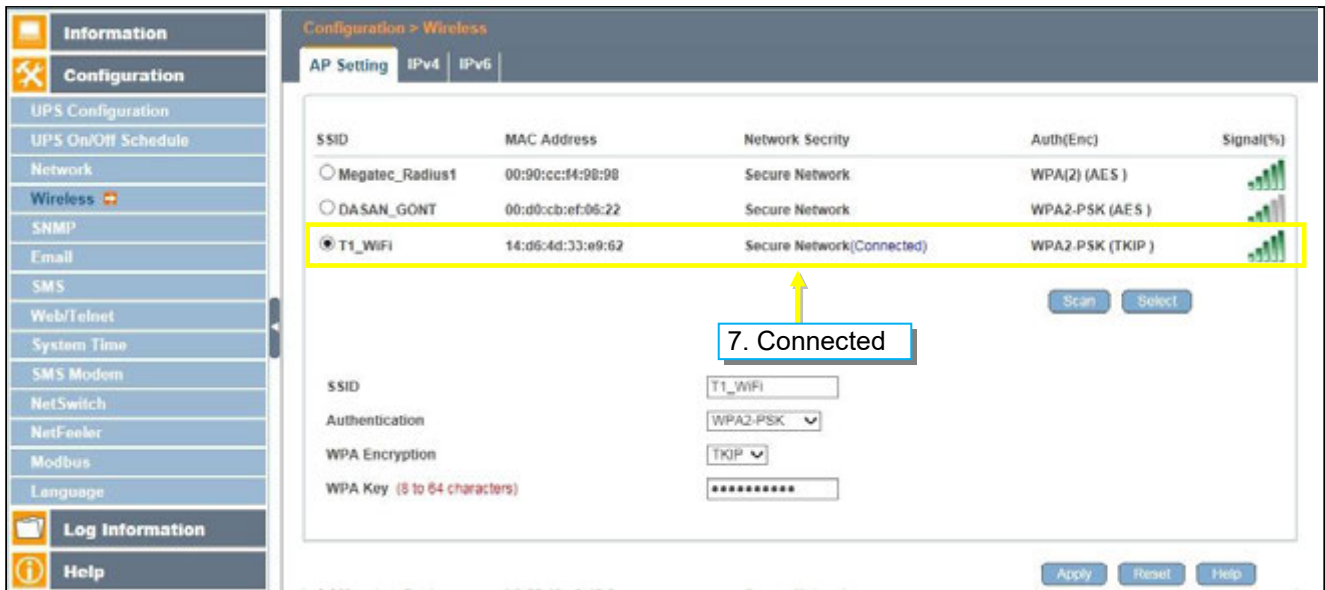 Information
Configuration
UPS Configuration
UPS On/Off Schedule
Network
Wireless
SNMP
Email
SMS
Web/Telnet
System Time
SMS Modem
NetSwitch
NetFeeler
Modbus
Language
Log Information
Help
Configuration > Wireless
AP Setting IPv4 IPv6
SSID MAC Address Network Secrity Auth(Enc) Signal(%)
Megatec_Radius1 00:90:cc:f4:98:98 Secure Network WPA(2) (AES )
DASAN_GONT 00:d0:cb:ef:06:22 Secure Network WPA2-PSK (AES )
T1_WiFi 14:d6:4d:33:e9:62 Secure Network(Connected) WPA2-PSK (TKIP )
Scan Select
7. Connected
SSID T1_WiFi
Authentication WPA2-PSK
WPA Encryption TKIP
WPA Key (8 to 64 characters) ••••••••••
Apply Reset Help